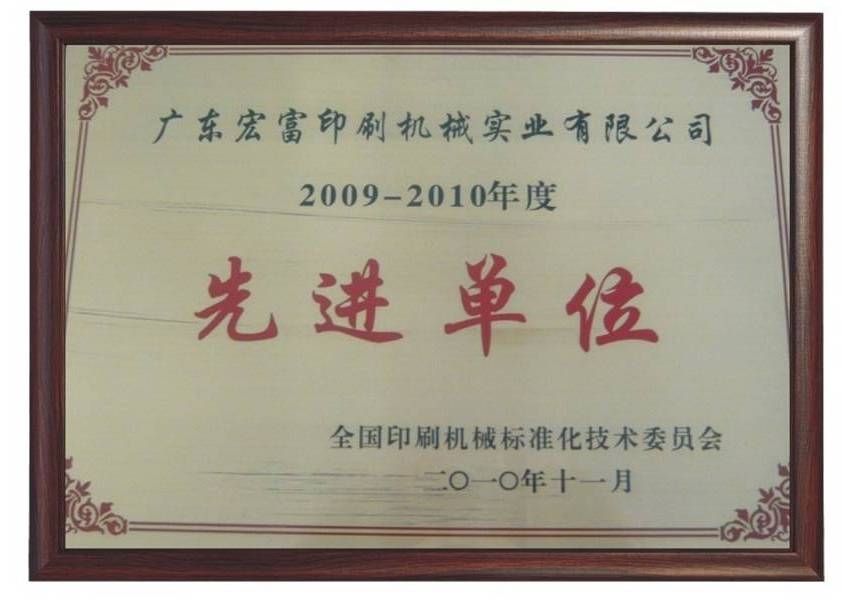 广东宏富印刷机械实业有限公司
2009-2010年度
先进单位
全国印刷机械标准化技术委员会
二〇一〇年十一月